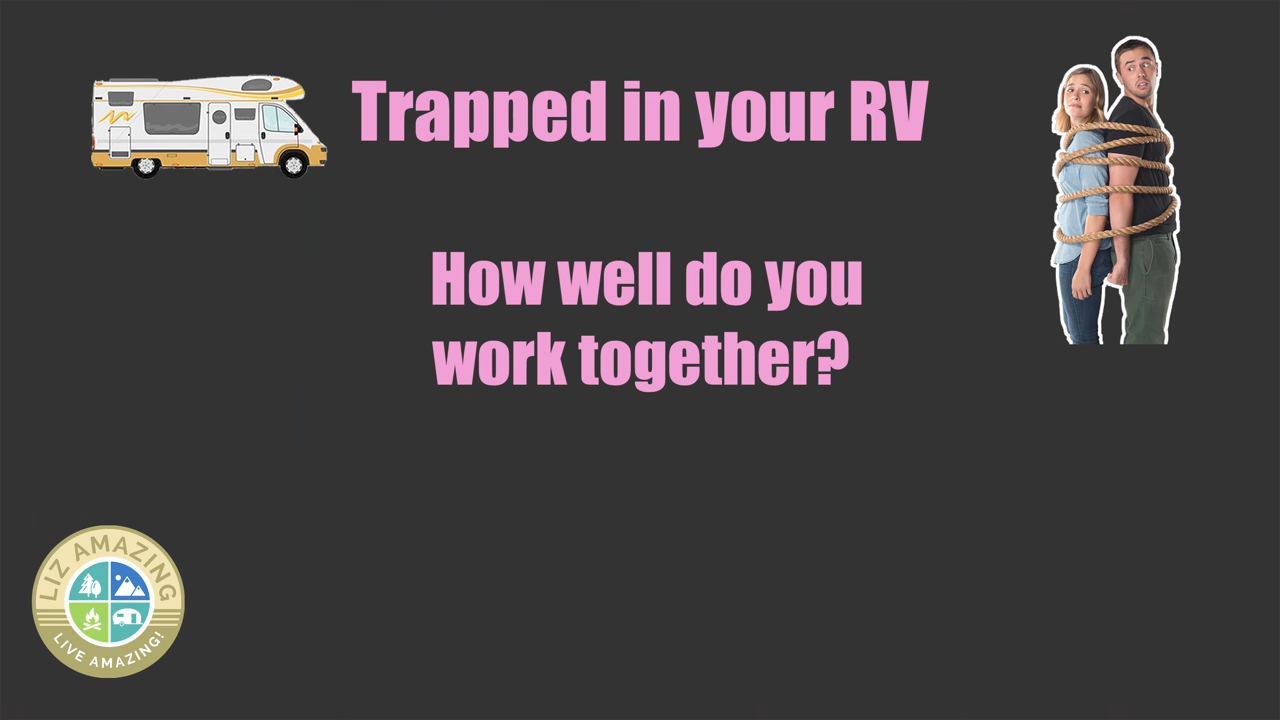 Trapped in your RV
How well do you
work together?
LIZ AMAZING
LIVE AMAZING!